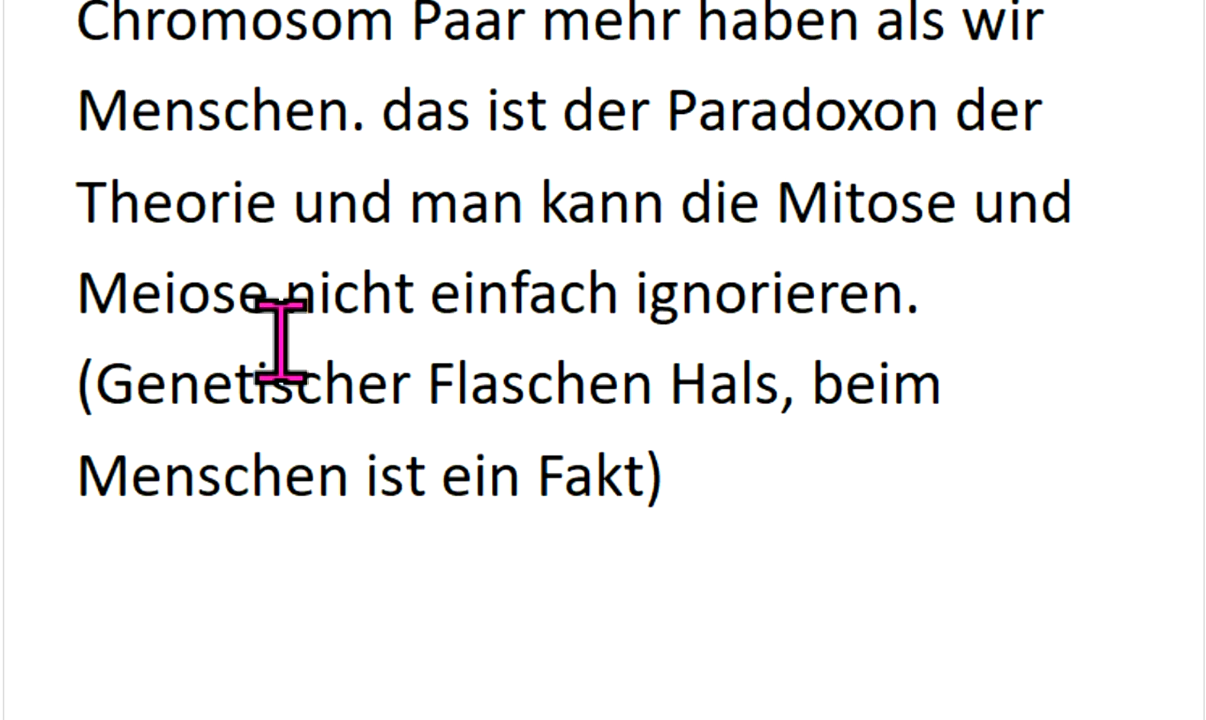 Chromosom Paar mehr haben als wir
Menschen. das ist der Paradoxon der
Theorie und man kann die Mitose und
Meiose nicht einfach ignorieren.
(Genetischer Flaschen Hals, beim
Menschen ist ein Fakt)